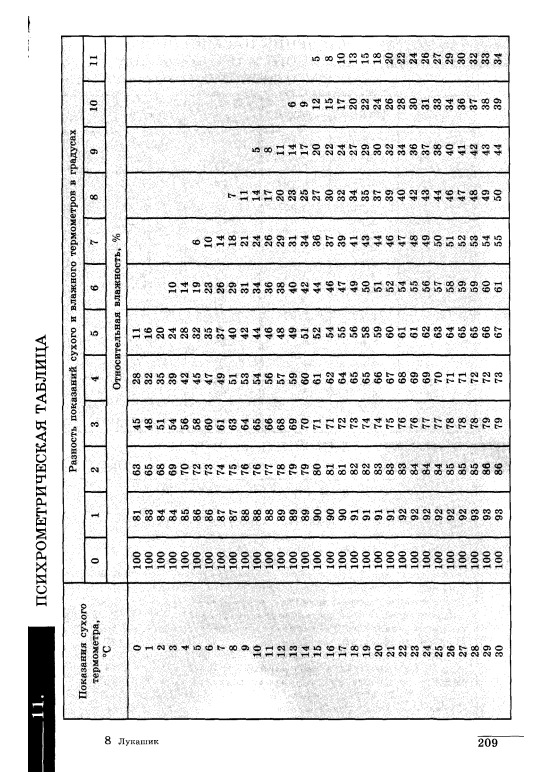 11. ПСИХРОМЕТРИЧЕСКАЯ ТАБЛИЦА
Показания сухого термометра, °C
Разность показаний сухого и влажного термометров в градусах
0 1 2 3 4 5 6 7 8 9 10 11
Относительная влажность, %
0 100 81 63 45 28 11
1 100 83 65 48 32 16
2 100 84 68 51 35 20
3 100 84 69 54 39 24 10
4 100 85 70 56 42 28 14
5 100 86 72 58 45 32 19 6
6 100 86 73 60 47 35 23 10
7 100 87 74 61 49 37 26 14
8 100 87 75 63 51 40 29 18 7
9 100 88 76 64 53 42 31 21 11
10 100 88 76 65 54 44 34 24 14 5
11 100 88 77 66 56 46 36 26 17 8
12 100 89 78 68 57 48 38 29 20 11
13 100 89 79 69 59 49 40 31 23 14 6
14 100 89 79 70 60 51 42 34 25 17 9
15 100 90 80 71 61 52 44 36 27 20 12 5
16 100 90 81 71 62 54 46 37 30 22 15 8
17 100 90 81 72 64 55 47 39 32 24 17 10
18 100 91 82 73 65 56 49 41 34 27 20 13
19 100 91 82 74 65 58 50 43 35 29 22 15
20 100 91 83 74 66 59 51 44 37 30 24 18
21 100 91 83 75 67 60 52 46 39 32 26 20
22 100 92 83 76 68 61 54 47 40 34 28 22
23 100 92 84 76 69 61 55 48 42 36 30 24
24 100 92 84 77 69 62 56 49 43 37 31 26
25 100 92 84 77 70 63 57 50 44 38 33 27
26 100 92 85 78 71 64 58 51 46 40 34 29
27 100 92 85 78 71 65 59 52 47 41 36 30
28 100 93 85 78 72 65 59 53 48 42 37 32
29 100 93 86 79 72 66 60 54 49 43 38 33
30 100 93 86 79 73 67 61 55 50 44 39 34
8 Лукашик
209